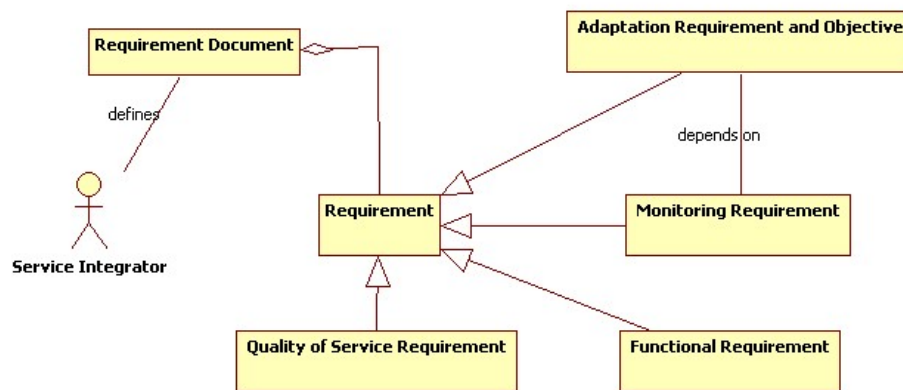 Requirement Document
Adaptation Requirement and Objective
defines
depends on
Requirement
Monitoring Requirement
Service Integrator
Quality of Service Requirement
Functional Requirement